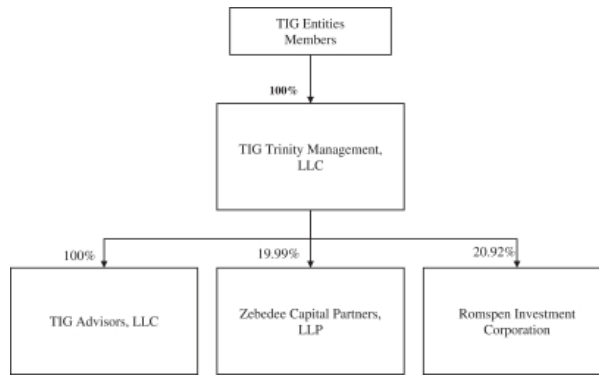 TIG Entities
Members
100%
TIG Trinity Management,
LLC
100%
19.99%
20.92%
TIG Advisors, LLC
Zebedee Capital Partners,
LLP
Romspen Investment
Corporation